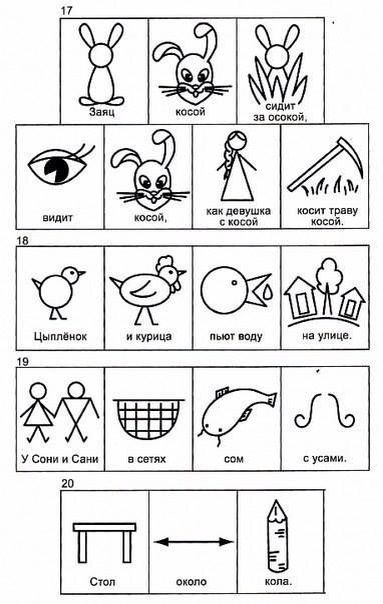 17
Заяц косой сидит
за осокой,
видит косой, как девушка косит траву
с косой косой.
18
Цыплёнок и курица пьют воду на улице.
19
У Сони и Сани в сетях сом с усами.
20
Стол около кола.